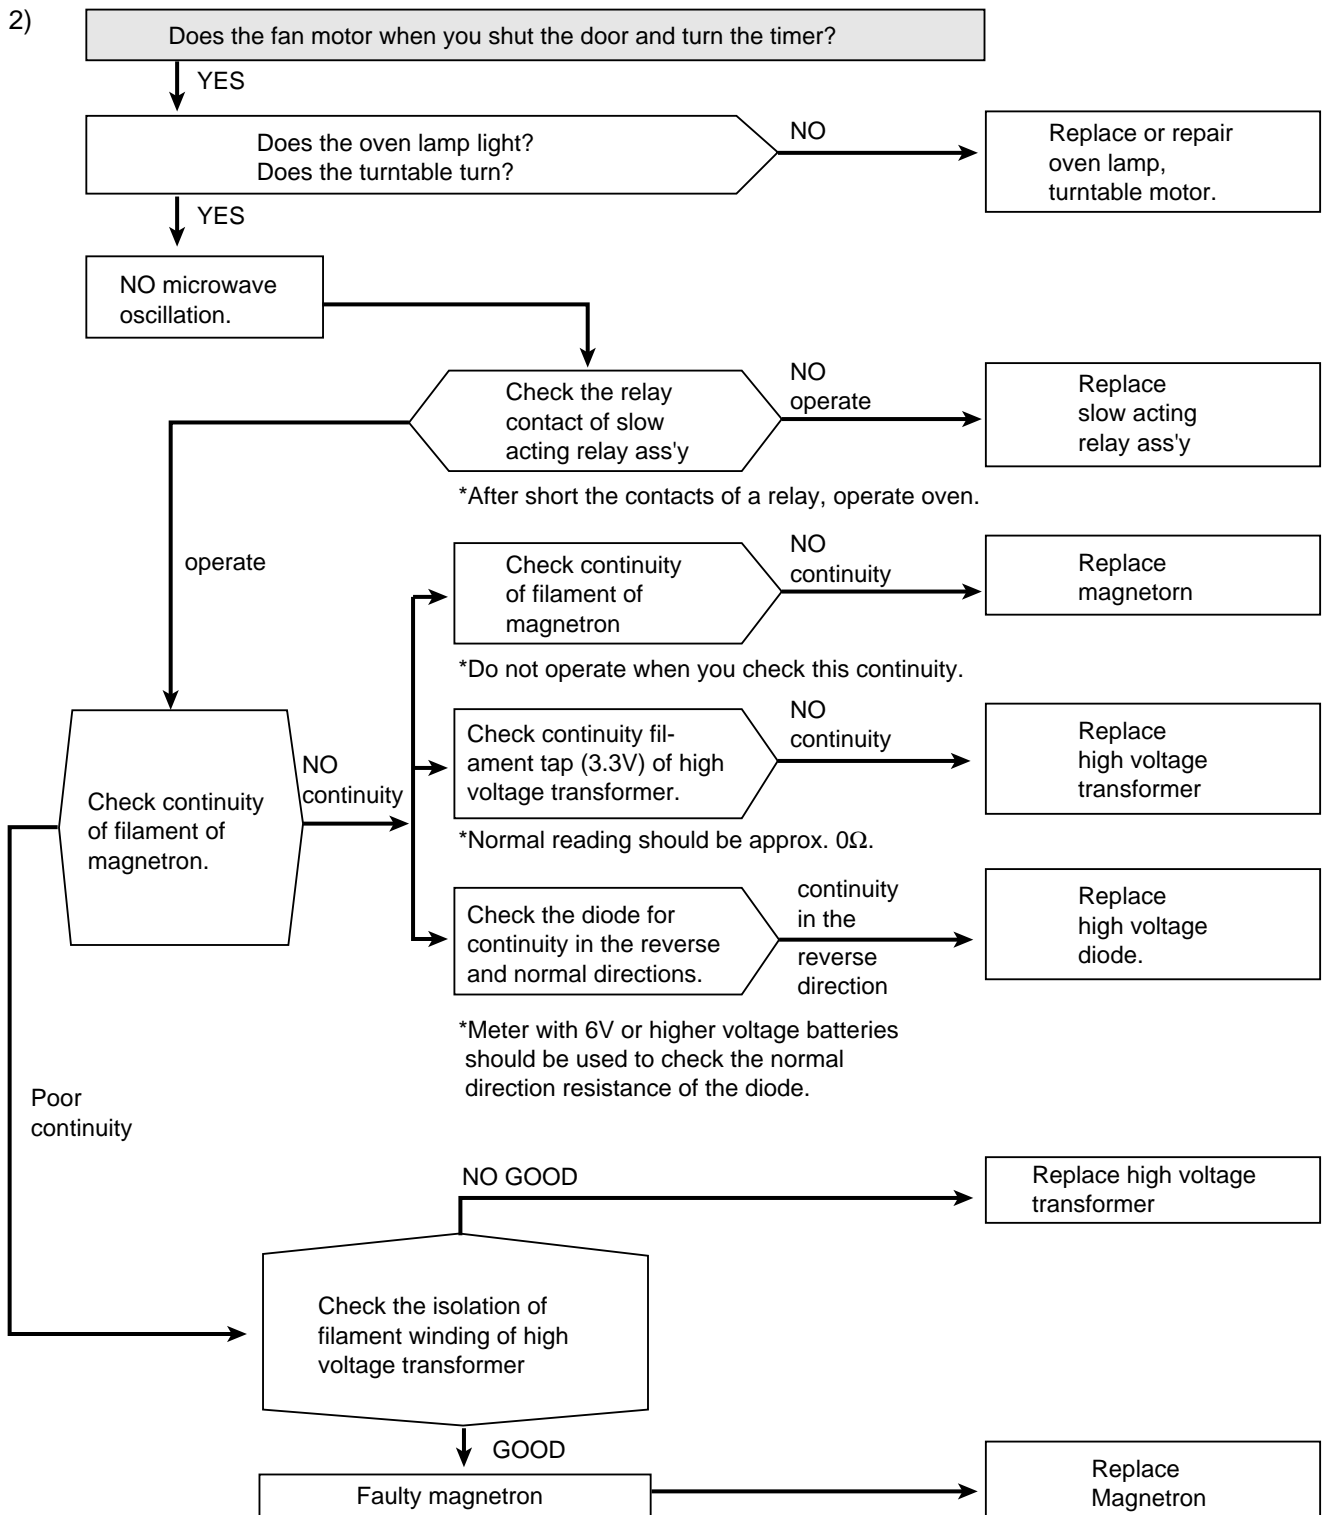 2)
Does the fan motor when you shut the door and turn the timer?
YES
Does the oven lamp light?
Does the turntable turn?
NO
Replace or repair
oven lamp,
turntable motor.
YES
NO microwave
oscillation.
Check the relay
contact of slow
acting relay ass'y
NO
operate
Replace
slow acting
relay ass'y
*After short the contacts of a relay, operate oven.
operate
Check continuity
of filament of
magnetron
NO
continuity
Replace
magnetorn
*Do not operate when you check this continuity.
Check continuity
of filament of
magnetron.
NO
continuity
Check continuity fil-
ament tap (3.3V) of high
voltage transformer.
NO
continuity
Replace
high voltage
transformer
*Normal reading should be approx. 0Ω.
Check the diode for
continuity in the reverse
and normal directions.
continuity
in the
reverse
direction
Replace
high voltage
diode.
*Meter with 6V or higher voltage batteries
should be used to check the normal
direction resistance of the diode.
Poor
continuity
NO GOOD
Replace high voltage
transformer
Check the isolation of
filament winding of high
voltage transformer
GOOD
Faulty magnetron
Replace
Magnetron